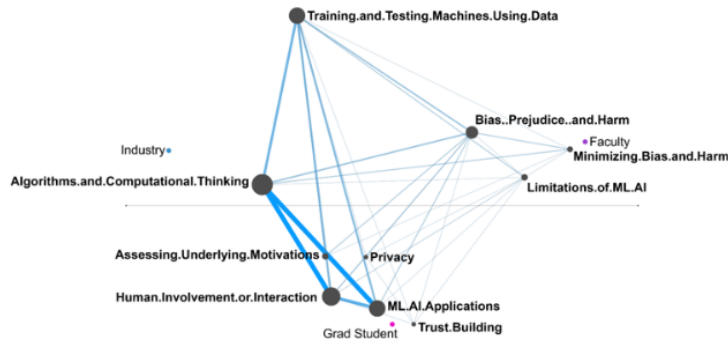 Training.and.Testing.Machines.Using.Data
Bias..Prejudice..and.Harm
Faculty
Industry
Minimizing.Bias.and.Harm
Algorithms.and.Computational.Thinking
Limitations.of.ML.AI
Assessing.Underlying.Motivations
Privacy
Human.Involvement.or.Interaction
ML.AI.Applications
Grad Student
Trust.Building